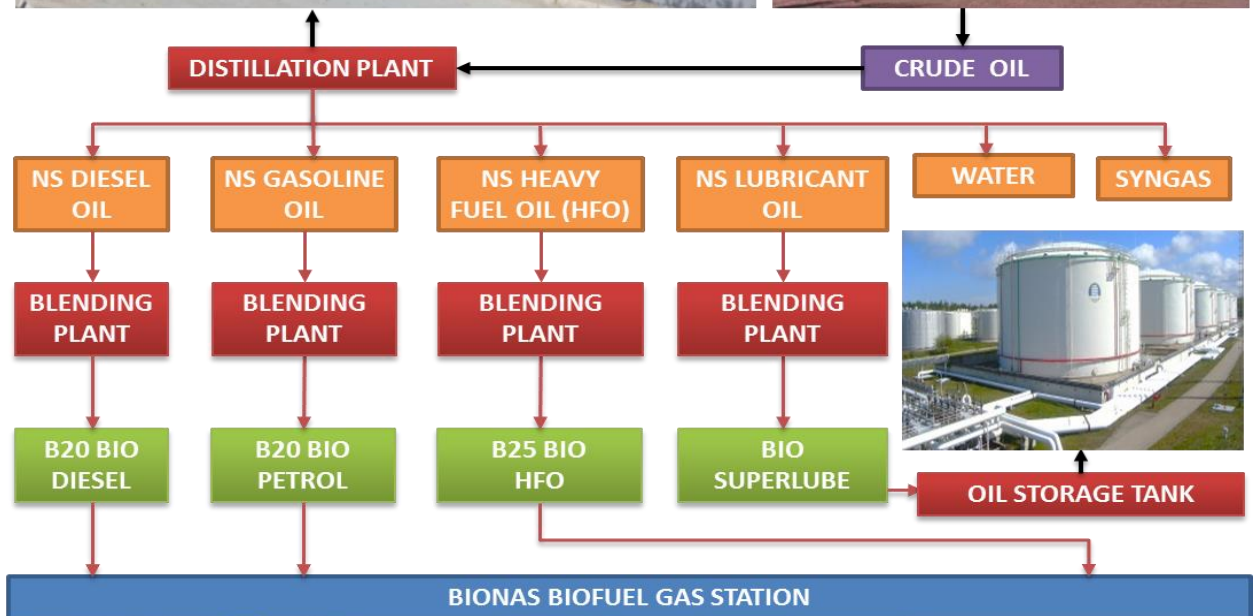 DISTILLATION PLANT
CRUDE OIL
NS DIESEL
OIL
NS GASOLINE
OIL
NS HEAVY
FUEL OIL (HFO)
NS LUBRICANT
OIL
WATER
SYNGAS
BLENDING
PLANT
BLENDING
PLANT
BLENDING
PLANT
BLENDING
PLANT
B20 BIO
DIESEL
B20 BIO
PETROL
B25 BIO
HFO
BIO
SUPERLUBE
OIL STORAGE TANK
BIONAS BIOFUEL GAS STATION